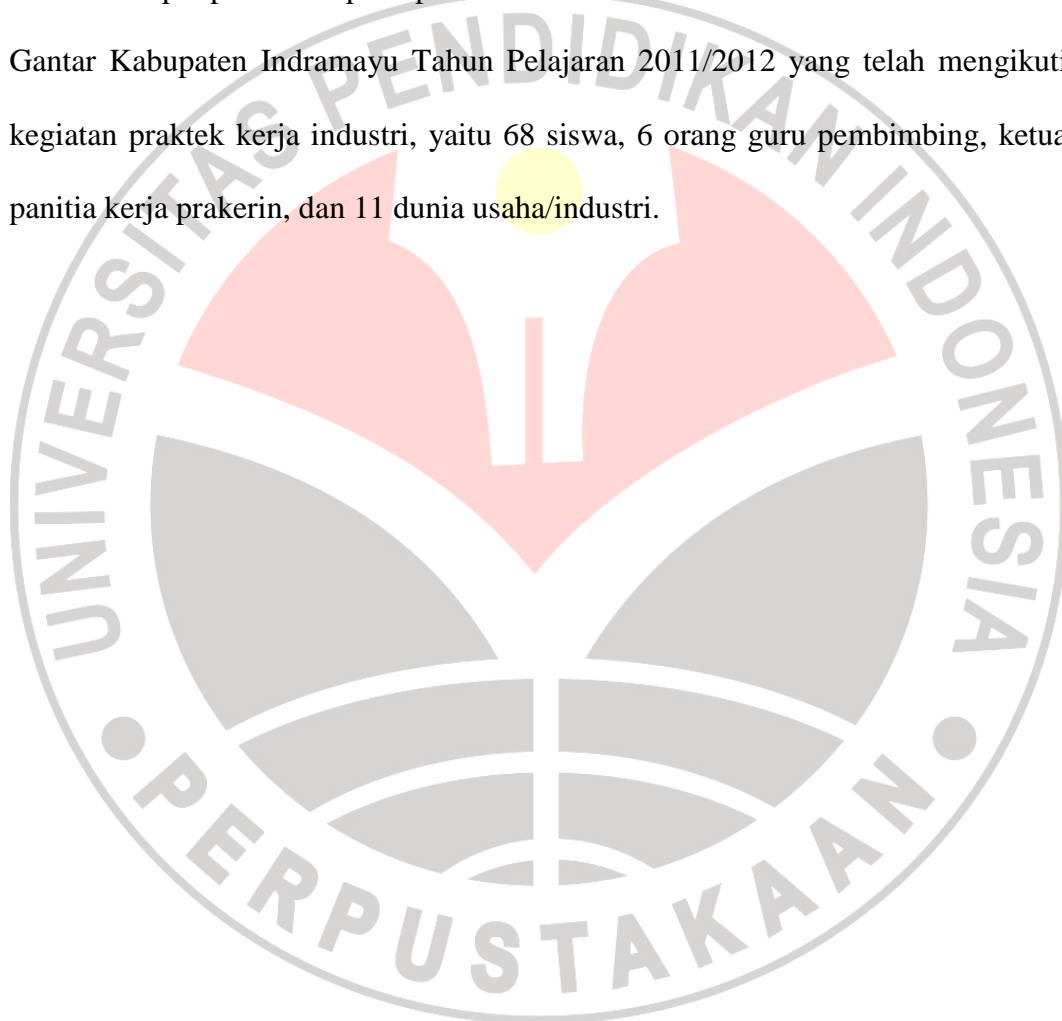 Gantar Kabupaten Indramayu Tahun Pelajaran 2011/2012 yang telah mengikuti
kegiatan praktek kerja industri, yaitu 68 siswa, 6 orang guru pembimbing, ketua
panitia kerja prakerin, dan 11 dunia usaha/industri.
UNIVERSITAS PENDIDIKAN INDONESIA
PERPUSTAKAAN